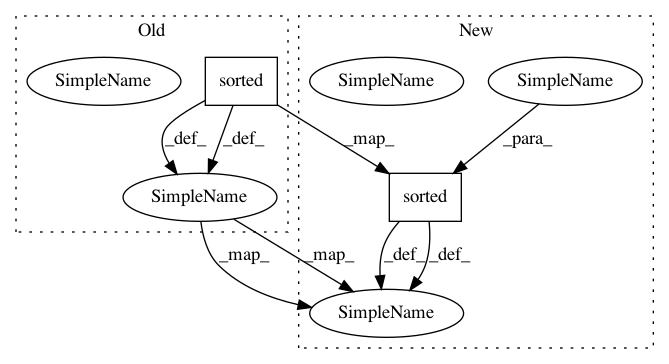 Old
New
SimpleName
sorted
SimpleName
SimpleName
_def_
_def_
_map_
_para_
SimpleName
sorted
_map_
_map_
_def_
_def_
SimpleName